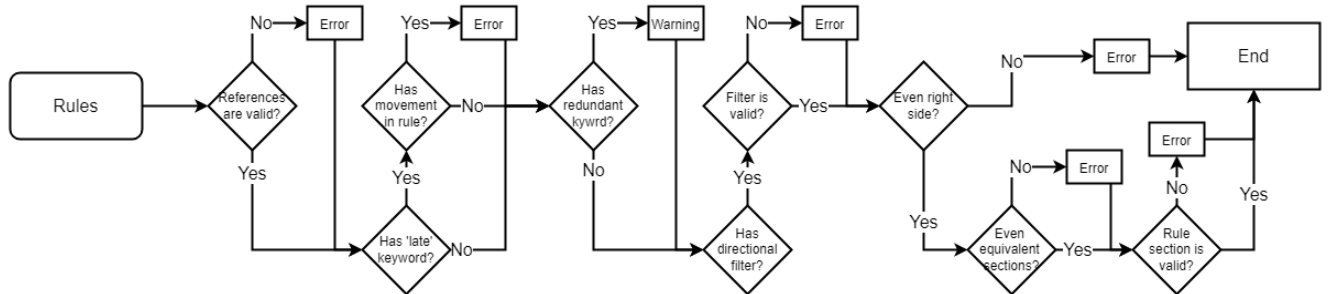 Rules
References
are valid?
No
Error
Yes
Has 'late'
keyword?
Yes
No
Has
movement
in rule?
Yes
Error
No
Has
redundant
kywrd?
Yes
Warning
No
Has
directional
filter?
Yes
Filter is
valid?
No
Error
Yes
Even right
side?
No
Error
End
Yes
Even
equivalent
sections?
No
Error
Yes
Rule
section is
valid?
No
Error
Yes